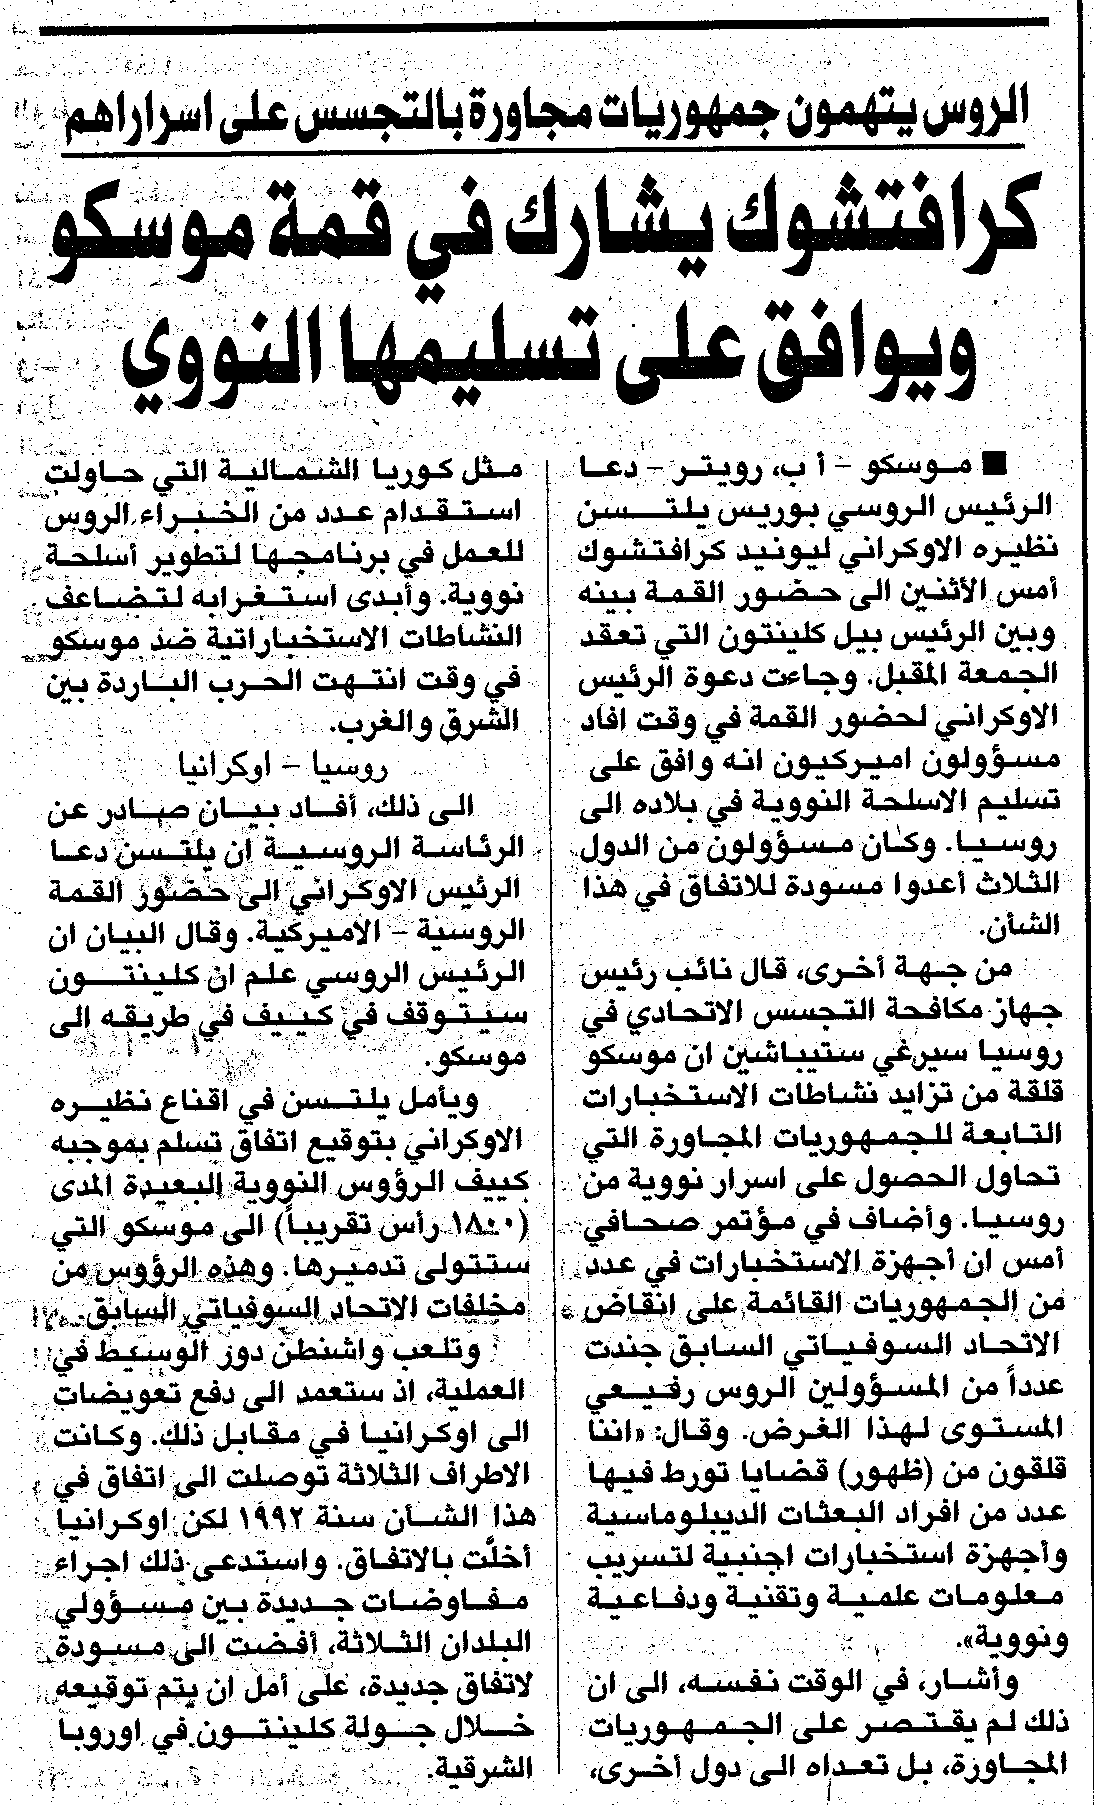 الروس يتهمون جمهوريات مجاورة بالتجسس على اسرارهم
كرافتشوك يشارك في قمة موسكو
ويوافق على تسليمها النووي
■ موسكو - أ ب، رويتر - دعا
الرئيس الروسي بوريس يلتسن
نظيره الاوكراني ليونيد كرافتشوك
أمس الأثنين الى حضور القمة بينه
وبين الرئيس بيل كلينتون التي تعقد
الجمعة المقبل. وجاءت دعوة الرئيس
الاوكراني لحضور القمة في وقت افاد
مسؤولون اميركيون انه وافق على
تسليم الاسلحة النووية في بلاده الى
روسيا. وكان مسؤولون من الدول
الثلاث أعدوا مسودة للاتفاق في هذا
الشأن.
من جهة أخرى، قال نائب رئيس
جهاز مكافحة التجسس الاتحادي في
روسيا سيرغي ستيباشين ان موسكو
قلقة من تزايد نشاطات الاستخبارات
التابعة للجمهوريات المجاورة التي
تحاول الحصول على اسرار نووية من
روسيا. وأضاف في مؤتمر صحافي
أمس ان أجهزة الاستخبارات في عدد
من الجمهوريات القائمة على انقاض
الاتحاد السوفياتي السابق جندت
عدداً من المسؤولين الروس رفيعي
المستوى لهذا الغرض. وقال: «اننا
قلقون من (ظهور) قضايا تورط فيها
عدد من افراد البعثات الديبلوماسية
وأجهزة استخبارات اجنبية لتسريب
معلومات علمية وتقنية ودفاعية
ونووية».
وأشار، في الوقت نفسه، الى ان
ذلك لم يقتصر على الجمهوريات
المجاورة، بل تعداه الى دول أخرى،
مثل كوريا الشمالية التي حاولت
استقدام عدد من الخبراء الروس
للعمل في برنامجها لتطوير أسلحة
نووية. وأبدى استغرابه لتضاعف
النشاطات الاستخباراتية ضد موسكو
في وقت انتهت الحرب الباردة بين
الشرق والغرب.
روسيا - اوكرانيا
الى ذلك، أفاد بيان صادر عن
الرئاسة الروسية ان يلتسن دعا
الرئيس الاوكراني الى حضور القمة
الروسية - الاميركية. وقال البيان ان
الرئيس الروسي علم ان كلينتون
سيتوقف في كييف في طريقه الى
موسكو.
ويأمل يلتسن في اقناع نظيره
الاوكراني بتوقيع اتفاق تسلم بموجبه
كييف الرؤوس النووية البعيدة المدى
(١٨٠٠ رأس تقريباً) الى موسكو التي
ستتولى تدميرها. وهذه الرؤوس من
مخلفات الاتحاد السوفياتي السابق.
وتلعب واشنطن دور الوسيط في
العملية، اذ ستعمد الى دفع تعويضات
الى اوكرانيا في مقابل ذلك. وكانت
الاطراف الثلاثة توصلت الى اتفاق في
هذا الشأن سنة ١٩٩٢ لكن اوكرانيا
أخلّت بالاتفاق. واستدعى ذلك اجراء
مفاوضات جديدة بين مسؤولي
البلدان الثلاثة، أفضت الى مسودة
لاتفاق جديدة، على أمل ان يتم توقيعه
خلال جولة كلينتون في اوروبا
الشرقية.